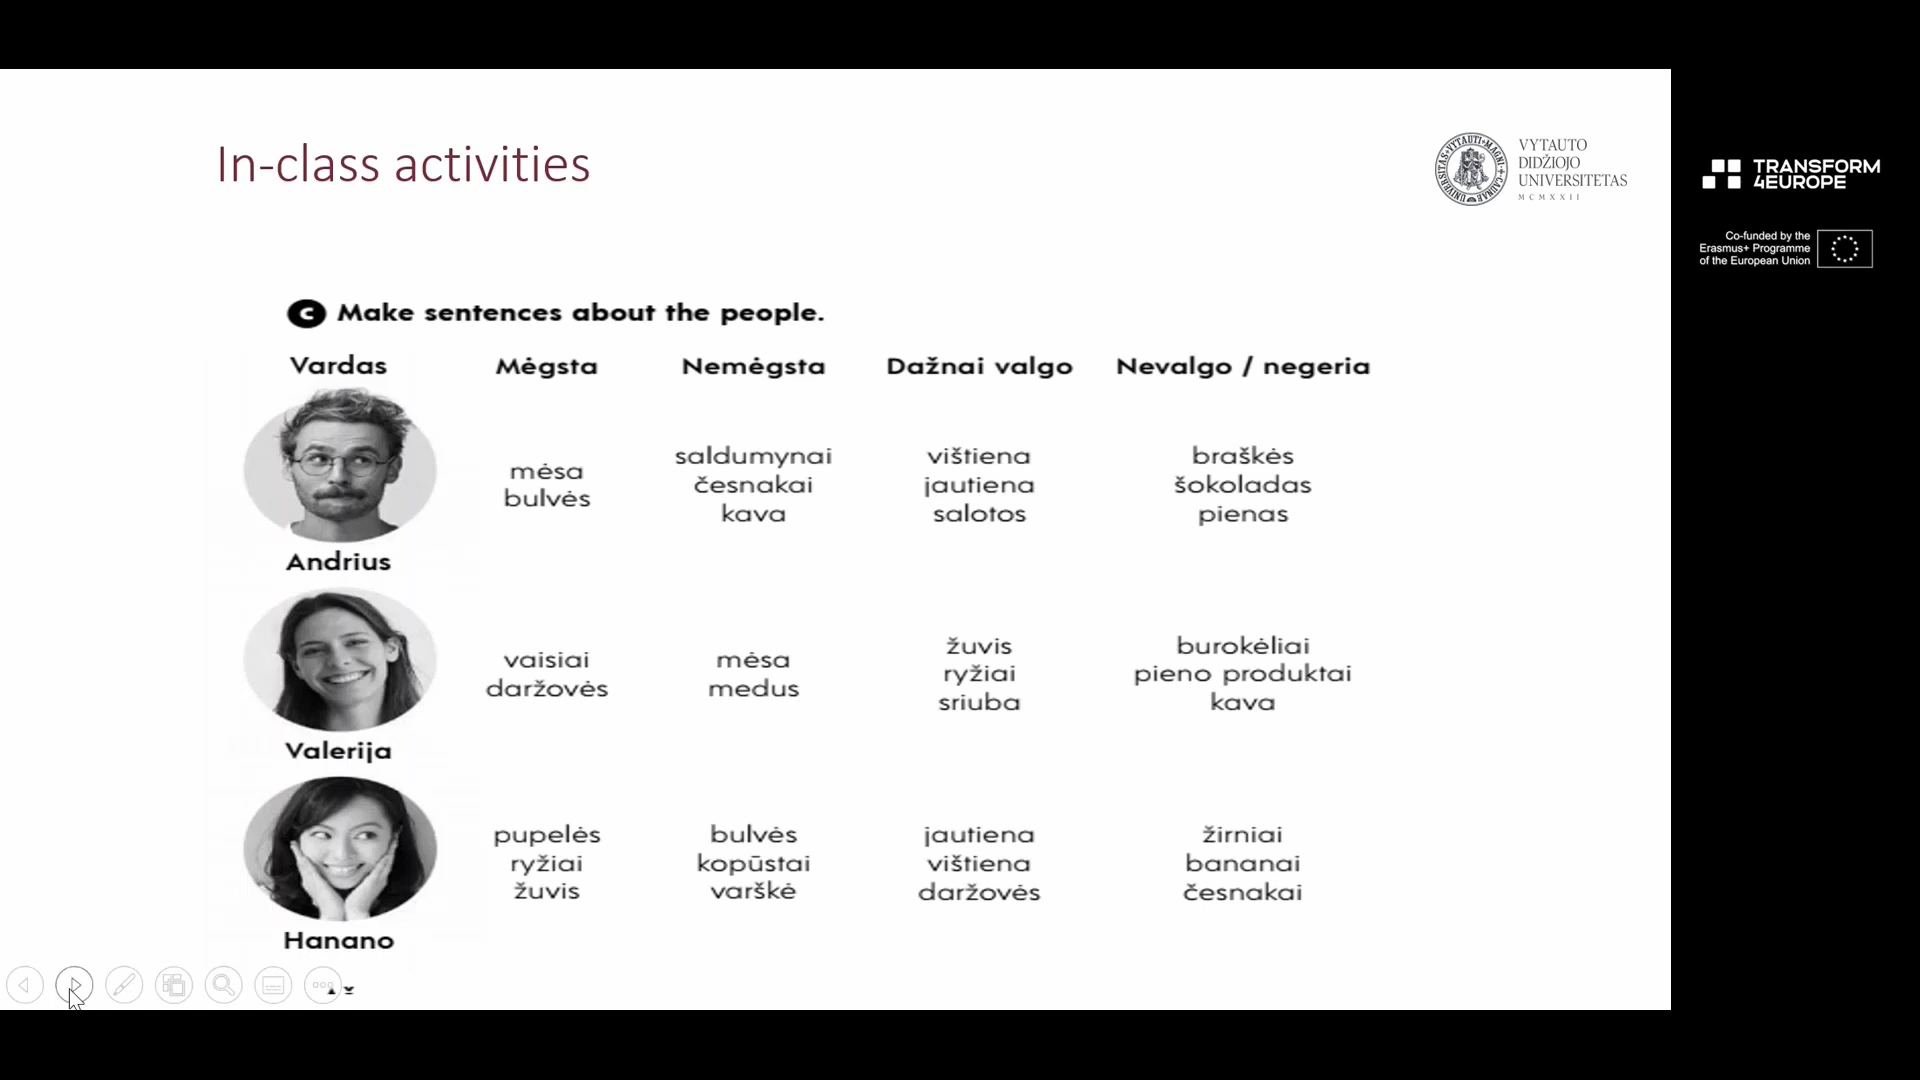 In-class activities
VYTAUTO
DIDŽIOJO
UNIVERSITETAS
MCMXXII
TRANSFORM
4EUROPE
Co-funded by the
Erasmus+ Programme
of the European Union
C Make sentences about the people.
Vardas Mėgsta Nemėgsta Dažnai valgo Nevalgo / negeria
mėsa
bulvės
saldumynai
česnakai
kava
vištiena
jautiena
salotos
braškės
šokoladas
pienas
Andrius
vaisiai
daržovės
mėsa
medus
žuvis
ryžiai
sriuba
burokėliai
pieno produktai
kava
Valerija
pupelės
ryžiai
žuvis
bulvės
kopūstai
varškė
jautiena
vištiena
daržovės
žirniai
bananai
česnakai
Hanano